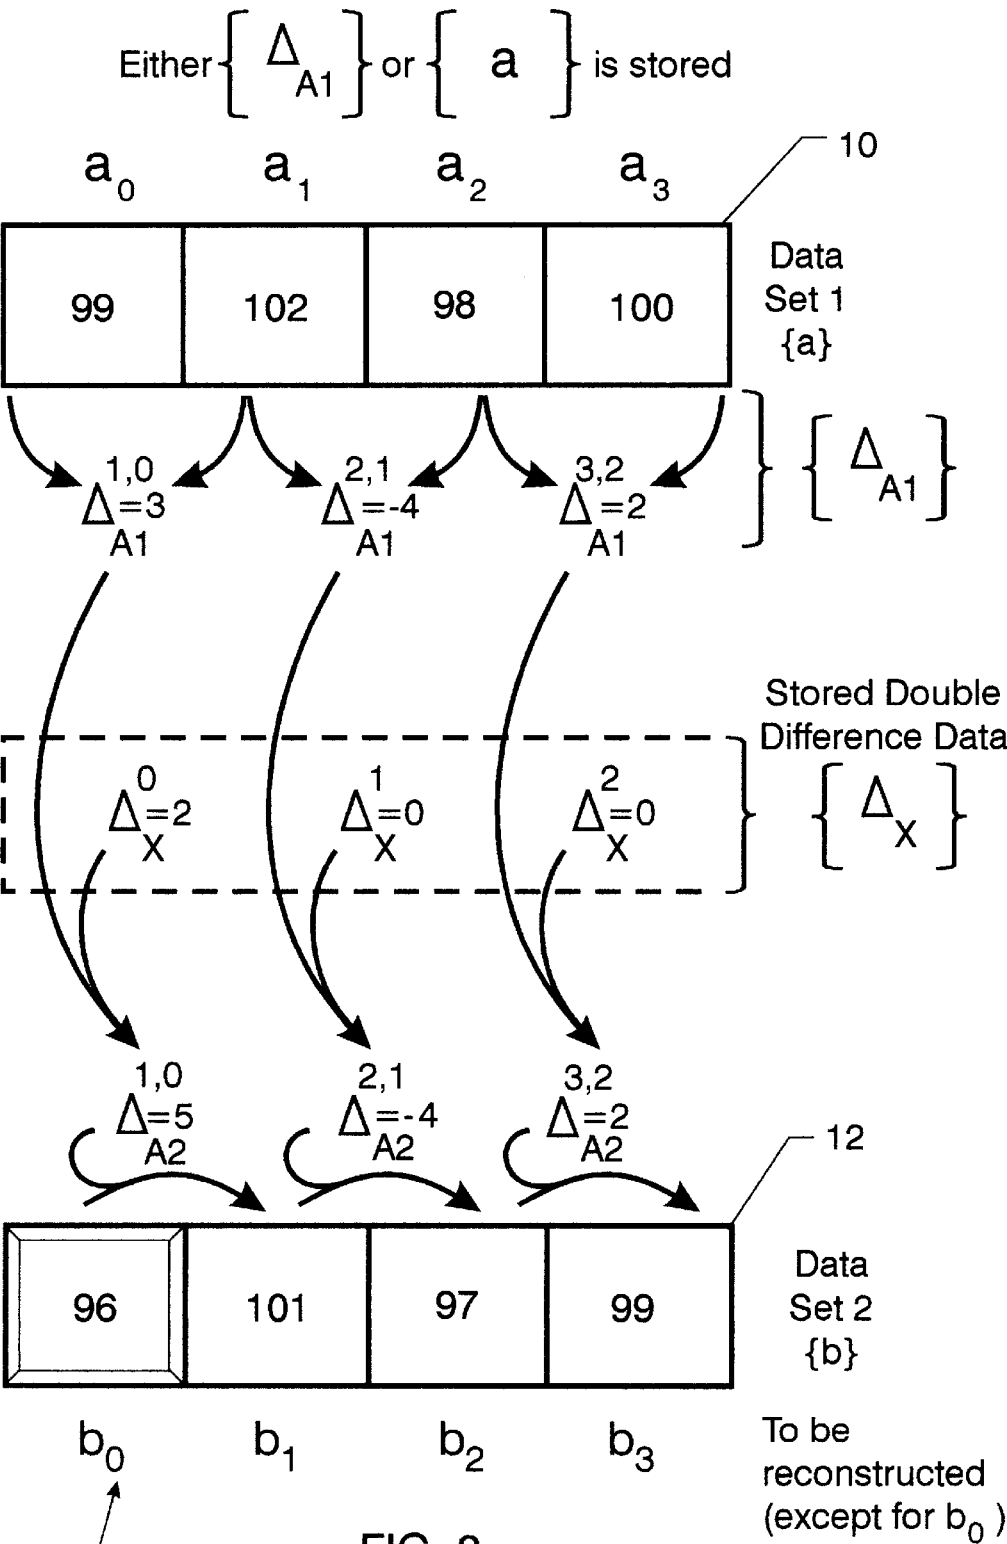 Either { Δ A1 } or { a } is stored
a0 a1 a2 a3
10
99 102 98 100
Data
Set 1
{a}
1,0 2,1 3,2
Δ=3 Δ=-4 Δ=2
A1 A1 A1
{ Δ A1 }
Stored Double
Difference Data
0 1 2
Δ=2 Δ=0 Δ=0
X X X
{ Δ X }
1,0 2,1 3,2
Δ=5 Δ=-4 Δ=2
A2 A2 A2
12
96 101 97 99
Data
Set 2
{b}
b0 b1 b2 b3
To be
reconstructed
(except for b0 )
FIG.